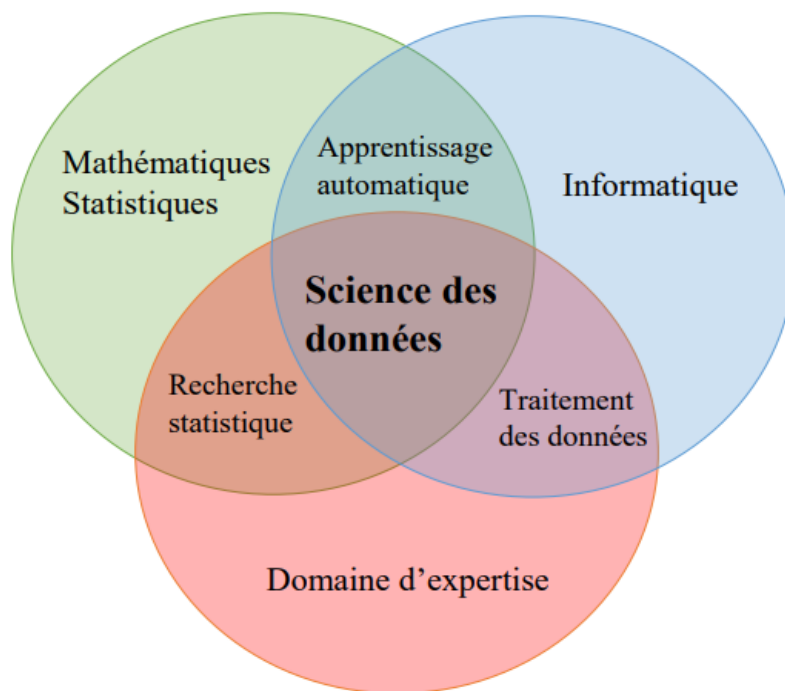 Mathématiques
Statistiques
Apprentissage
automatique
Informatique
Science des
données
Recherche
statistique
Traitement
des données
Domaine d’expertise